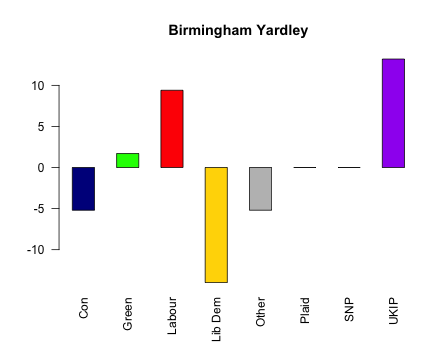 Birmingham Yardley
10
5
0
-5
-10
Con
Green
Labour
Lib Dem
Other
Plaid
SNP
UKIP